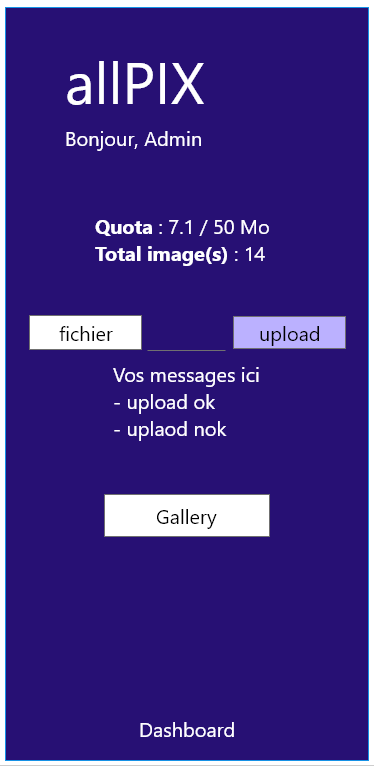 allPIX
Bonjour, Admin
Quota : 7.1 / 50 Mo
Total image(s) : 14
fichier
upload
Vos messages ici
- upload ok
- uplaod nok
Gallery
Dashboard